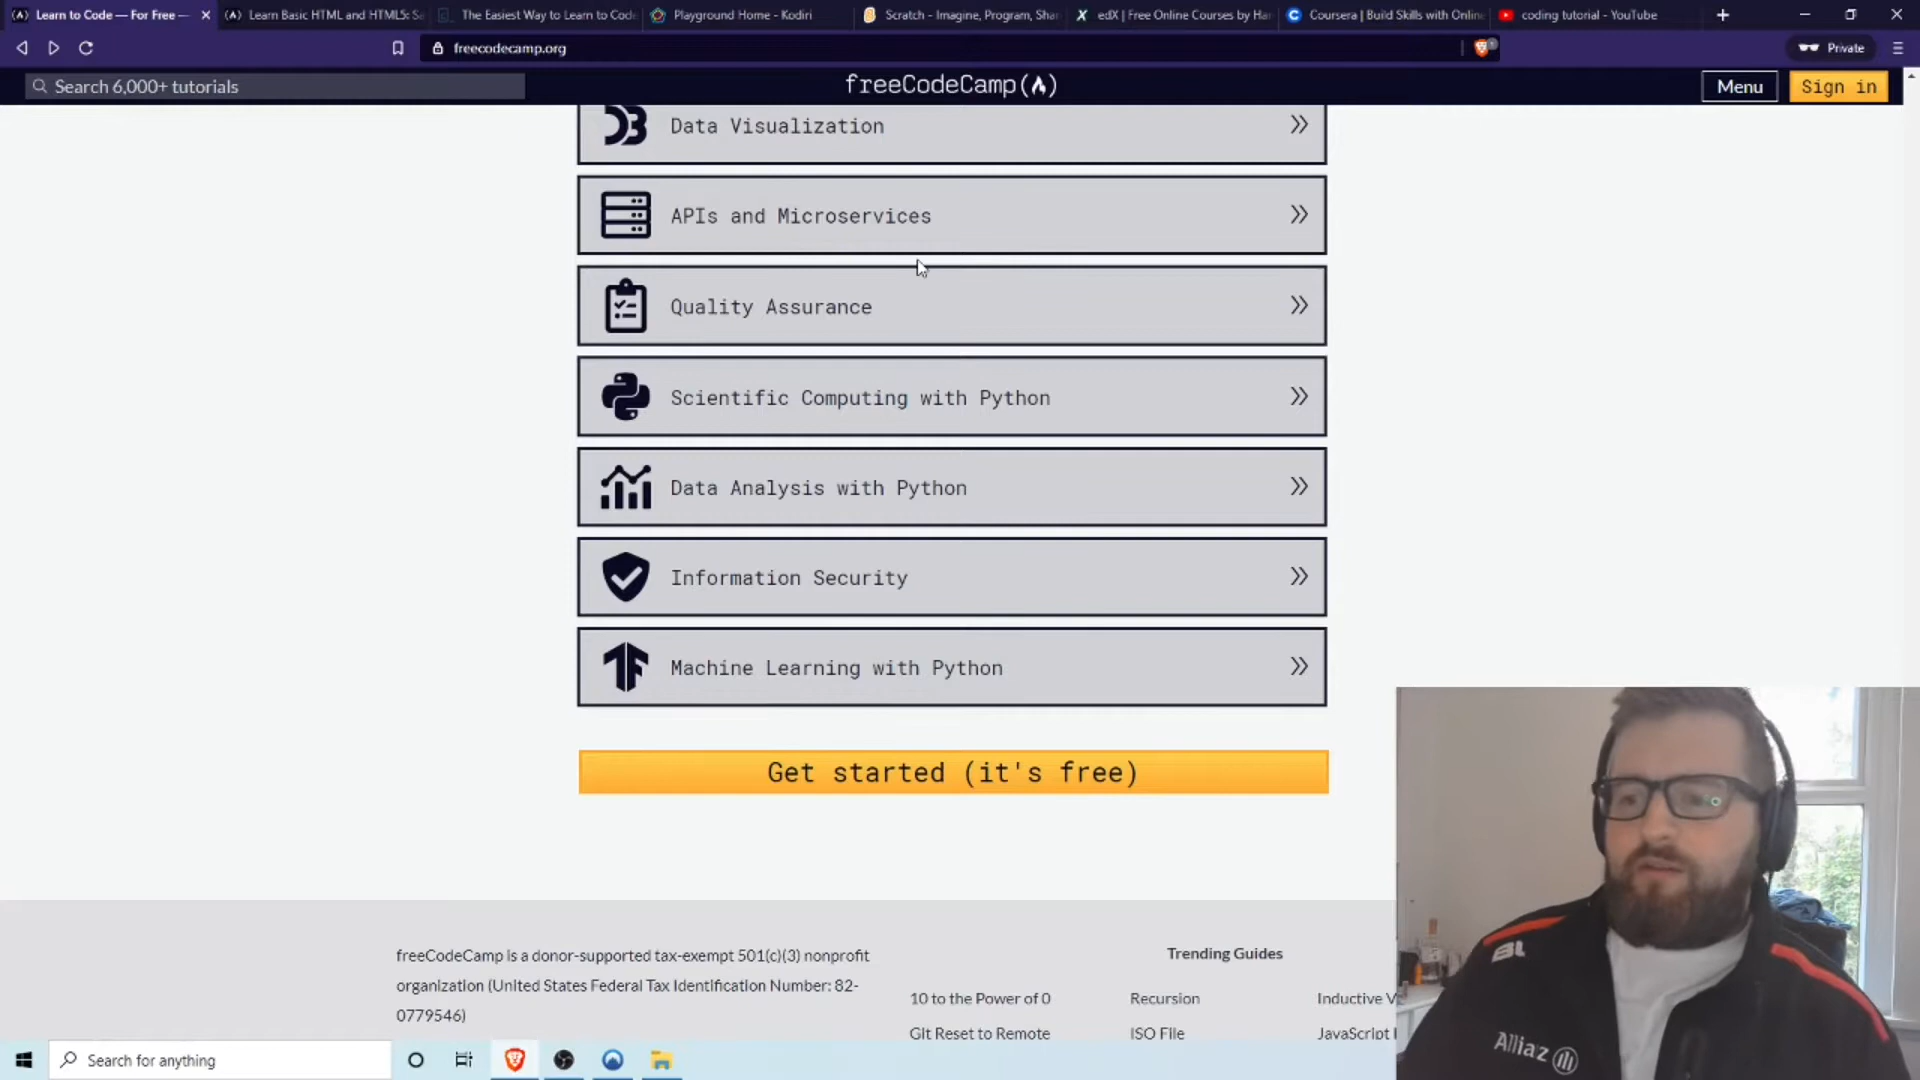 Learn to Code — For Free —
Learn Basic HTML and HTML5: Sa
The Easiest Way to Learn to Code
Playground Home - Kodiri
Scratch - Imagine, Program, Shar
edX | Free Online Courses by Har
Coursera | Build Skills with Online
coding tutorial - YouTube
freecodecamp.org
Private
Search 6,000+ tutorials
freeCodeCamp
Menu
Sign in
Data Visualization
APIs and Microservices
Quality Assurance
Scientific Computing with Python
Data Analysis with Python
Information Security
Machine Learning with Python
Get started (it's free)
freeCodeCamp is a donor-supported tax-exempt 501(c)(3) nonprofit
organization (United States Federal Tax Identification Number: 82-
0779546)
Trending Guides
10 to the Power of 0
Recursion
Inductive V
Git Reset to Remote
ISO File
JavaScript
Allianz
Search for anything